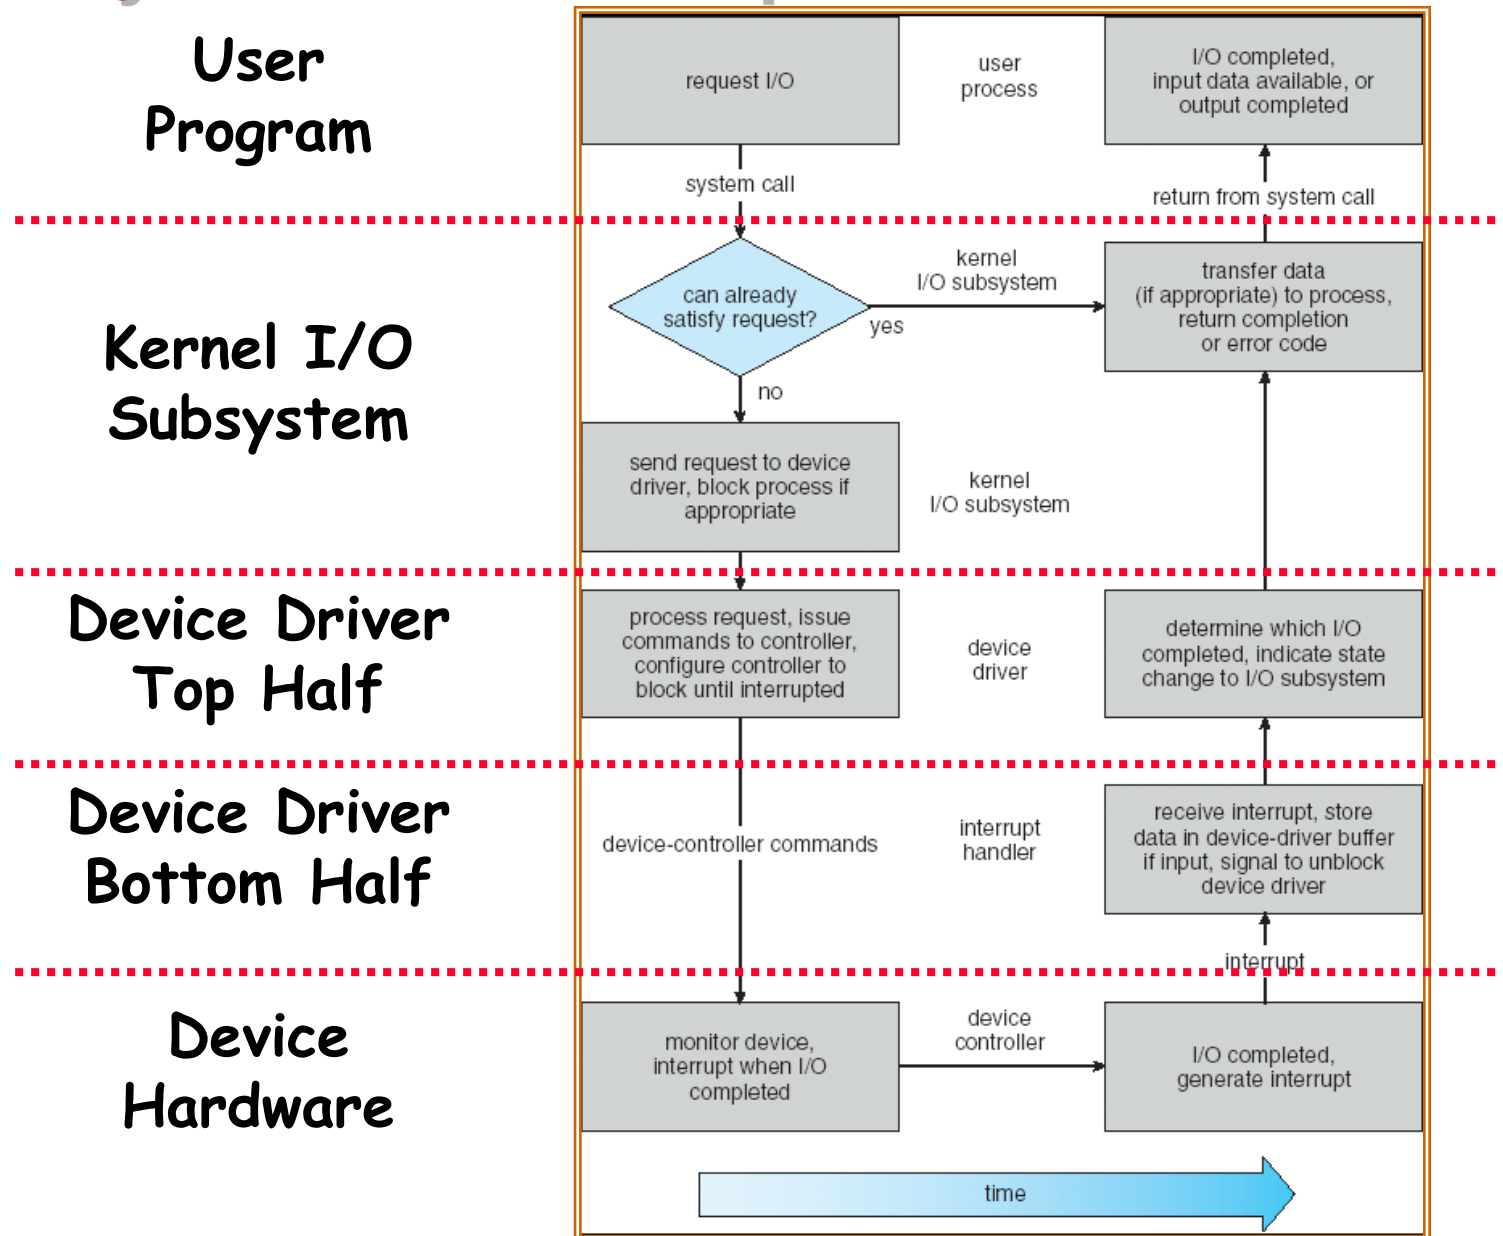 User
Program
request I/O
user
process
I/O completed,
input data available, or
output completed
system call
return from system call
Kernel I/O
Subsystem
can already
satisfy request?
yes
no
kernel
I/O subsystem
transfer data
(if appropriate) to process,
return completion
or error code
send request to device
driver, block process if
appropriate
kernel
I/O subsystem
Device Driver
Top Half
process request, issue
commands to controller,
configure controller to
block until interrupted
device
driver
determine which I/O
completed, indicate state
change to I/O subsystem
Device Driver
Bottom Half
device-controller commands
interrupt
handler
receive interrupt, store
data in device-driver buffer
if input, signal to unblock
device driver
interrupt
Device
Hardware
monitor device,
interrupt when I/O
completed
device
controller
I/O completed,
generate interrupt
time